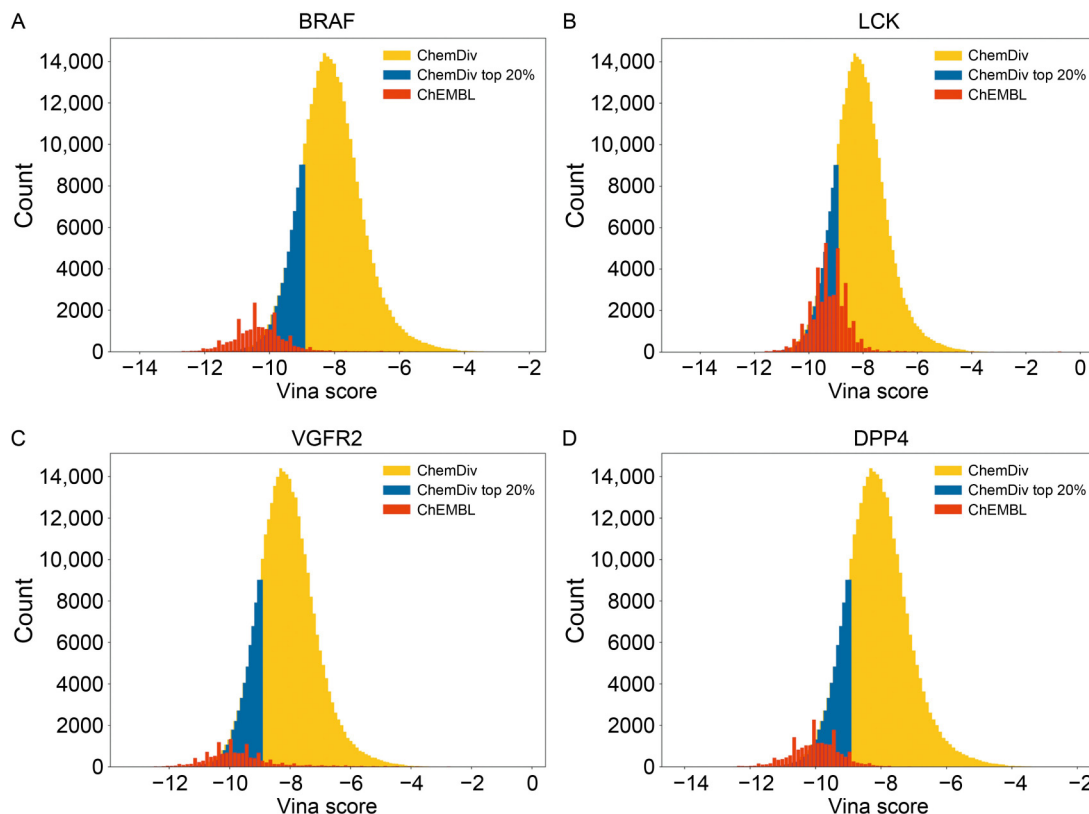 A
BRAF
ChemDiv
ChemDiv top 20%
ChEMBL
14,000
12,000
10,000
8000
6000
4000
2000
0
Count
−14
−12
−10
−8
−6
−4
−2
Vina score
B
LCK
ChemDiv
ChemDiv top 20%
ChEMBL
14,000
12,000
10,000
8000
6000
4000
2000
0
Count
−14
−12
−10
−8
−6
−4
−2
0
Vina score
C
VGFR2
ChemDiv
ChemDiv top 20%
ChEMBL
14,000
12,000
10,000
8000
6000
4000
2000
0
Count
−12
−10
−8
−6
−4
−2
0
Vina score
D
DPP4
ChemDiv
ChemDiv top 20%
ChEMBL
14,000
12,000
10,000
8000
6000
4000
2000
0
Count
−14
−12
−10
−8
−6
−4
−2
Vina score